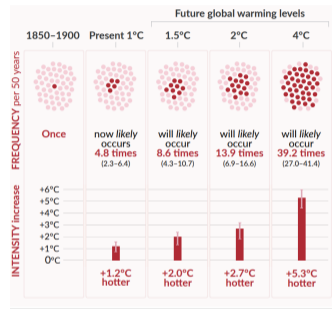 Future global warming levels
1850–1900 Present 1°C 1.5°C 2°C 4°C
FREQUENCY per 50 years
Once
now likely occurs 4.8 times (2.3–6.4)
will likely occur 8.6 times (4.3–10.7)
will likely occur 13.9 times (6.9–16.6)
will likely occur 39.2 times (27.0–41.4)
INTENSITY increase
+6°C
+5°C
+4°C
+3°C
+2°C
+1°C
0°C
+1.2°C hotter
+2.0°C hotter
+2.7°C hotter
+5.3°C hotter